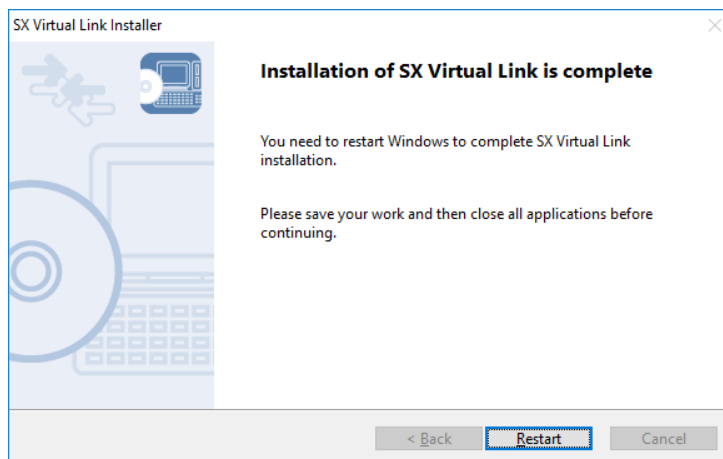 SX Virtual Link Installer
Installation of SX Virtual Link is complete
You need to restart Windows to complete SX Virtual Link
installation.
Please save your work and then close all applications before
continuing.
< Back
Restart
Cancel